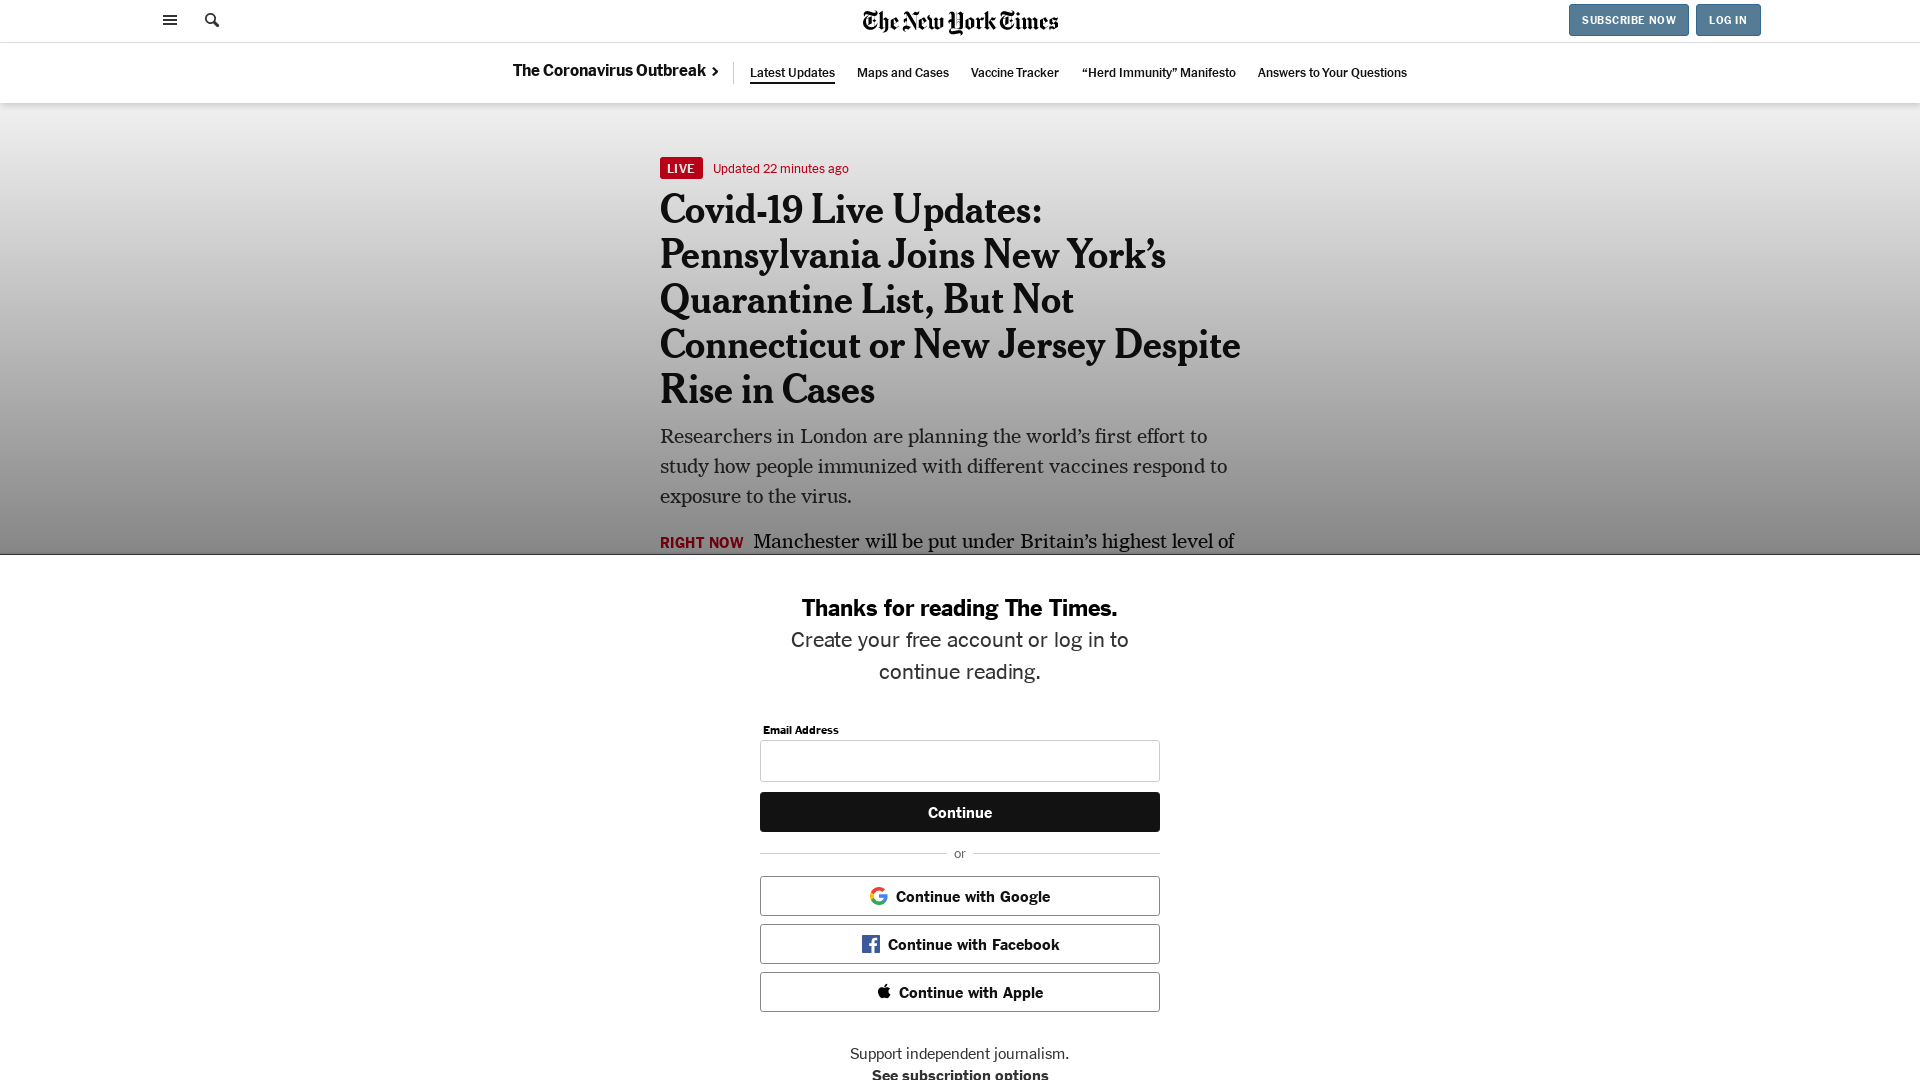 The New York Times
SUBSCRIBE NOW
LOG IN
The Coronavirus Outbreak
Latest Updates
Maps and Cases
Vaccine Tracker
“Herd Immunity” Manifesto
Answers to Your Questions
LIVE
Updated 22 minutes ago
Covid-19 Live Updates:
Pennsylvania Joins New York’s
Quarantine List, But Not
Connecticut or New Jersey Despite
Rise in Cases
Researchers in London are planning the world’s first effort to
study how people immunized with different vaccines respond to
exposure to the virus.
RIGHT NOW Manchester will be put under Britain’s highest level of
Thanks for reading The Times.
Create your free account or log in to
continue reading.
Email Address
Continue
or
Continue with Google
Continue with Facebook
Continue with Apple
Support independent journalism.
See subscription options